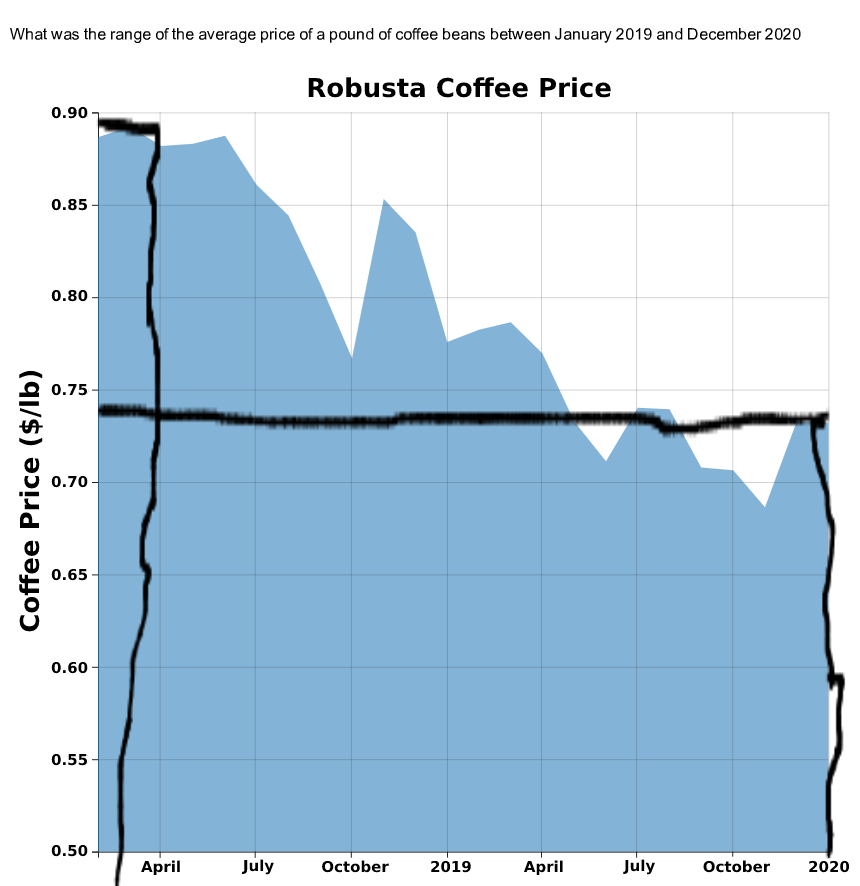 What was the range of the average price of a pound of coffee beans between January 2019 and December 2020
Robusta Coffee Price
0.90
0.85
0.80
0.75
0.70
0.65
0.60
0.55
0.50
Coffee Price ($/lb)
April July October 2019 April July October 2020